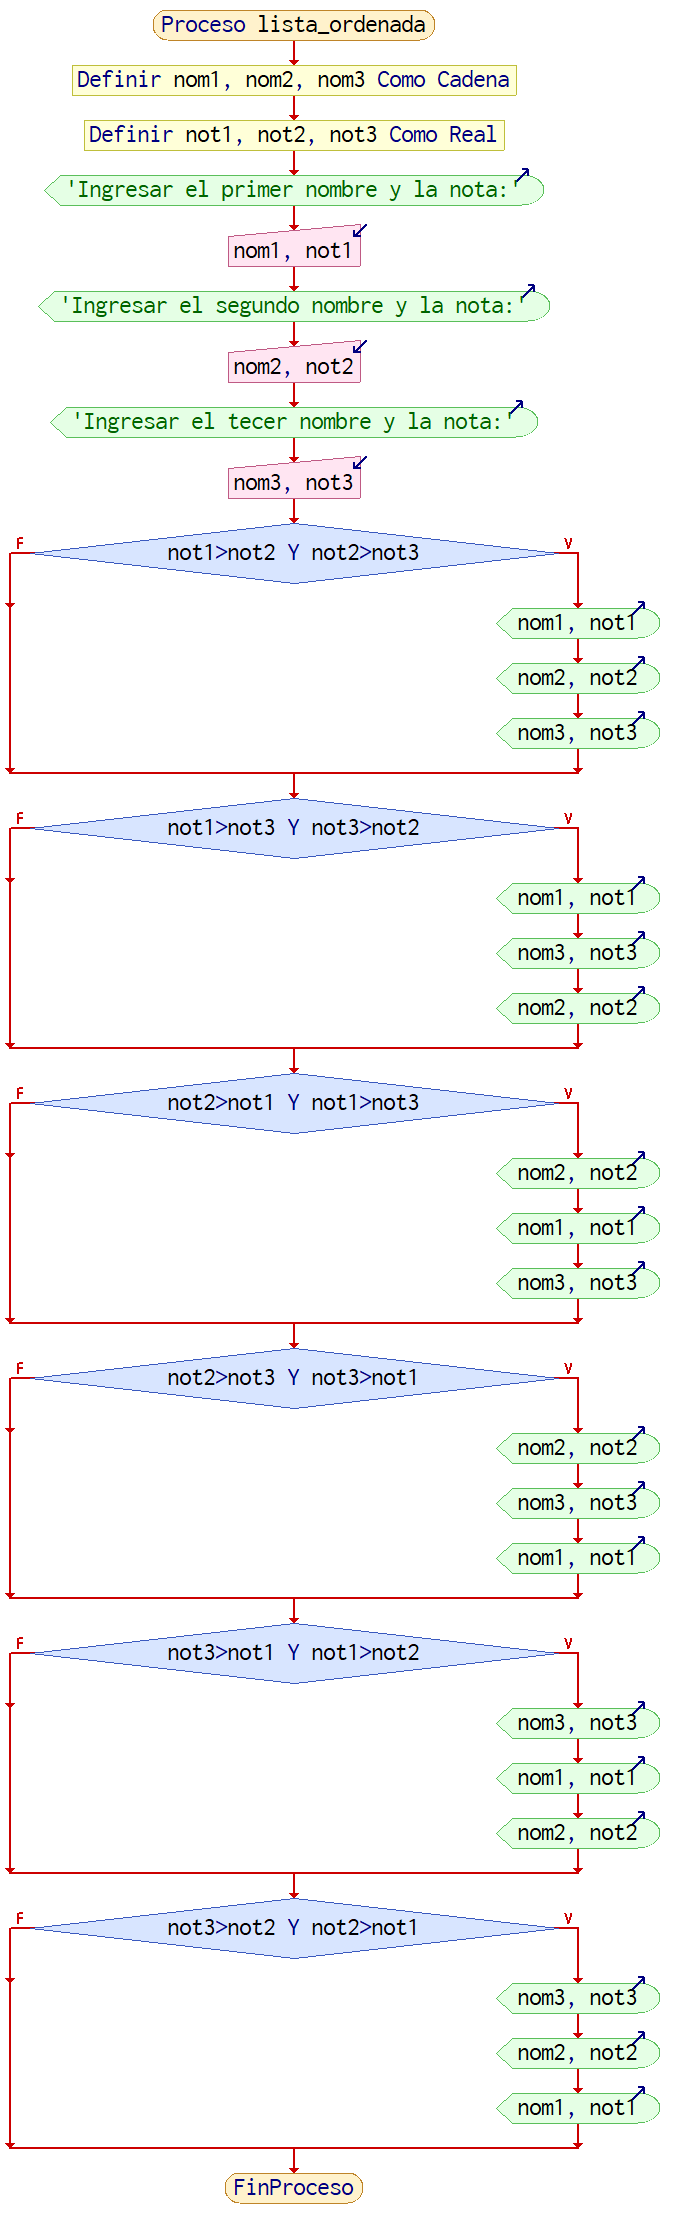 Proceso lista_ordenada
Definir nom1, nom2, nom3 Como Cadena
Definir not1, not2, not3 Como Real
'Ingresar el primer nombre y la nota:'
nom1, not1
'Ingresar el segundo nombre y la nota:'
nom2, not2
'Ingresar el tecer nombre y la nota:'
nom3, not3
F not1>not2 Y not2>not3 V
nom1, not1
nom2, not2
nom3, not3
F not1>not3 Y not3>not2 V
nom1, not1
nom3, not3
nom2, not2
F not2>not1 Y not1>not3 V
nom2, not2
nom1, not1
nom3, not3
F not2>not3 Y not3>not1 V
nom2, not2
nom3, not3
nom1, not1
F not3>not1 Y not1>not2 V
nom3, not3
nom1, not1
nom2, not2
F not3>not2 Y not2>not1 V
nom3, not3
nom2, not2
nom1, not1
FinProceso